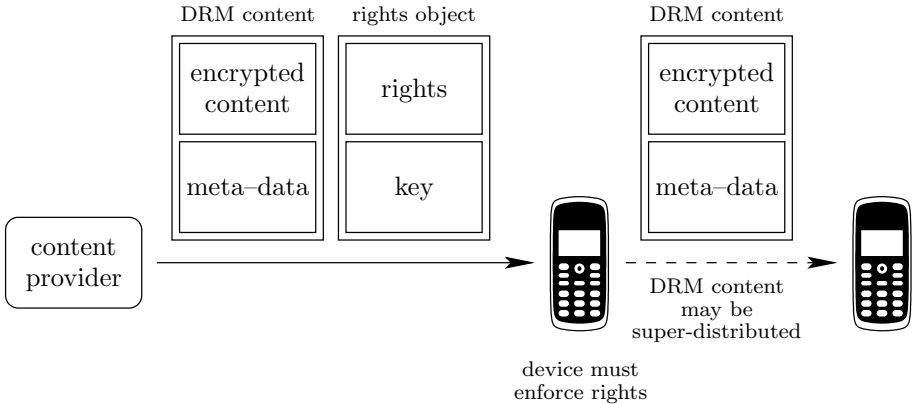 DRM content
rights object
DRM content
encrypted
content
meta–data
rights
key
encrypted
content
meta–data
content
provider
DRM content
may be
super-distributed
device must
enforce rights